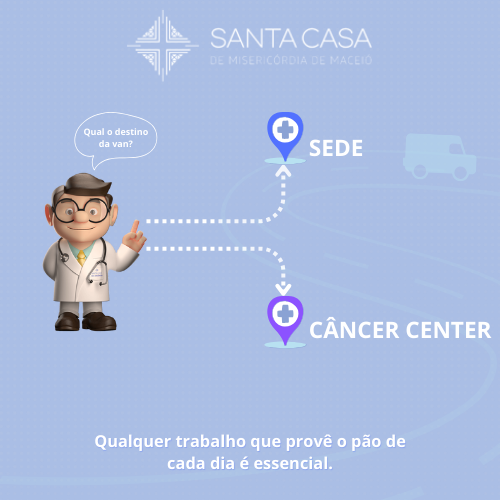 SANTA CASA
DE MISERICÓRDIA DE MACEIÓ
Qual o destino
da van?
SEDE
CÂNCER CENTER
Qualquer trabalho que provê o pão de
cada dia é essencial.